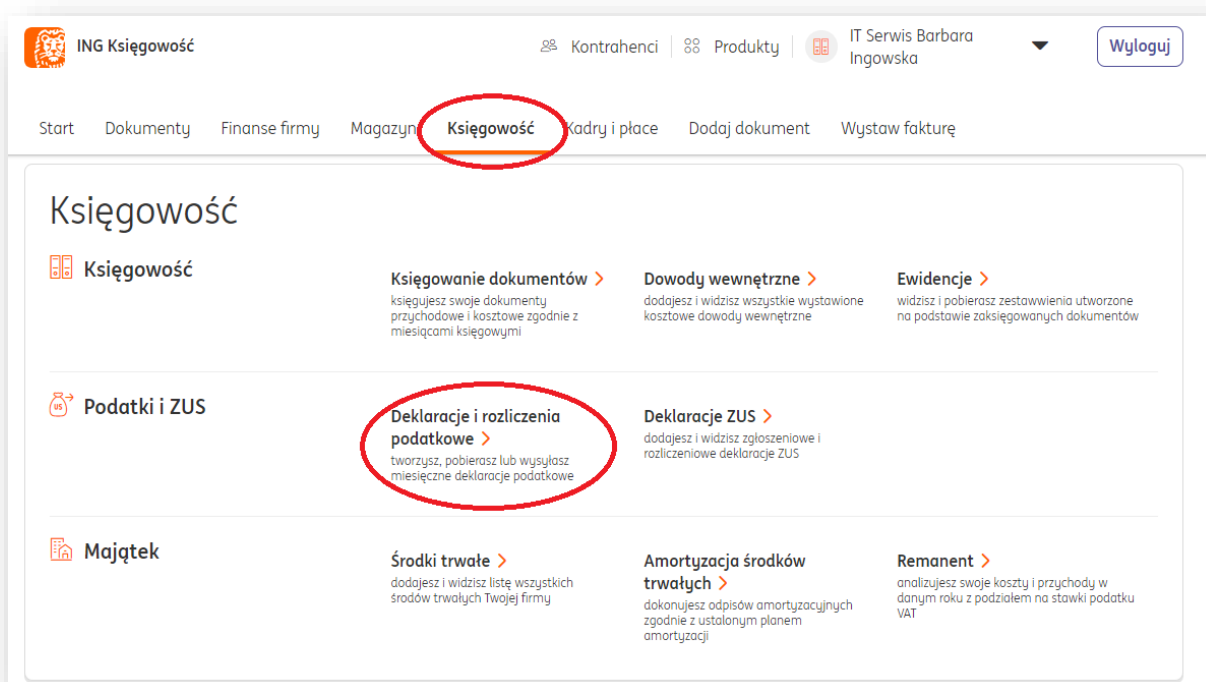 ING Księgowość
Kontrahenci
Produkty
IT Serwis Barbara
Ingowska
Wyloguj
Start
Dokumenty
Finanse firmy
Magazyn
Księgowość
Kadry i płace
Dodaj dokument
Wystaw fakturę
Księgowość
Księgowość
Księgowanie dokumentów
księgujesz swoje dokumenty
przychodowe i kosztowe zgodnie z
miesiącami księgowymi
Dowody wewnętrzne
dodajesz i widzisz wszystkie wystawione
kosztowe dowody wewnętrzne
Ewidencje
widzisz i pobierasz zestawwienia utworzone
na podstawie zaksięgowanych dokumentów
US
Podatki i ZUS
Deklaracje i rozliczenia
podatkowe
tworzysz, pobierasz lub wysyłasz
miesięczne deklaracje podatkowe
Deklaracje ZUS
dodajesz i widzisz zgłoszeniowe i
rozliczeniowe deklaracje ZUS
Majątek
Środki trwałe
dodajesz i widzisz listę wszystkich
środów trwałych Twojej firmy
Amortyzacja środków
trwałych
dokonujesz odpisów amortyzacyjnych
zgodnie z ustalonym planem
amortyzacji
Remanent
analizujesz swoje koszty i przychody w
danym roku z podziałem na stawki podatku
VAT